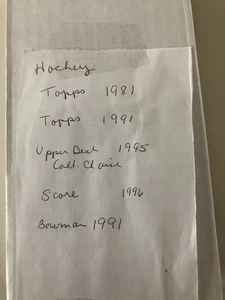 Hockey
Topps 1981
Topps 1991
Upper Deck 1995
Coll. Choice
Score 1996
Bowman 1991